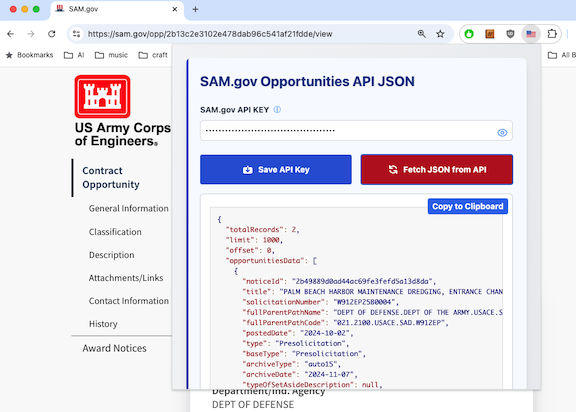 SAM.gov
https://sam.gov/opp/2b13c2e3102e478dab96c541af21fdde/view
Bookmarks
AI
music
craft
All B
US Army Corps
of Engineers®
Contract
Opportunity
General Information
Classification
Description
Attachments/Links
Contact Information
History
Award Notices
SAM.gov Opportunities API JSON
SAM.gov API KEY
Save API Key
Fetch JSON from API
Copy to Clipboard
{
"totalRecords": 2,
"limit": 1000,
"offset": 0,
"opportunitiesData": [
{
"noticeId": "2b49889d0ad44ac69fe3fefd5a13d8da",
"title": "PALM BEACH HARBOR MAINTENANCE DREDGING, ENTRANCE CHAN
"solicitationNumber": "W912EP25B0004",
"fullParentPathName": "DEPT OF DEFENSE.DEPT OF THE ARMY.USACE.S
"fullParentPathCode": "021.2100.USACE.SAD.W912EP",
"postedDate": "2024-10-02",
"type": "Presolicitation",
"baseType": "Presolicitation",
"archiveType": "auto15",
"archiveDate": "2024-11-07",
"typeOfSetAsideDescription": null,
Department/Ind. Agency
DEPT OF DEFENSE